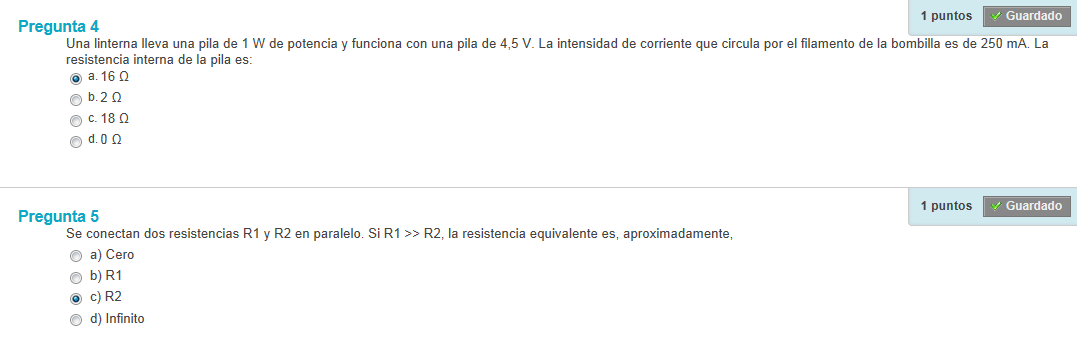 1 puntos Guardado
Pregunta 4
Una linterna lleva una pila de 1 W de potencia y funciona con una pila de 4,5 V. La intensidad de corriente que circula por el filamento de la bombilla es de 250 mA. La
resistencia interna de la pila es:
a. 16 Ω
b. 2 Ω
c. 18 Ω
d. 0 Ω
1 puntos Guardado
Pregunta 5
Se conectan dos resistencias R1 y R2 en paralelo. Si R1 >> R2, la resistencia equivalente es, aproximadamente,
a) Cero
b) R1
c) R2
d) Infinito